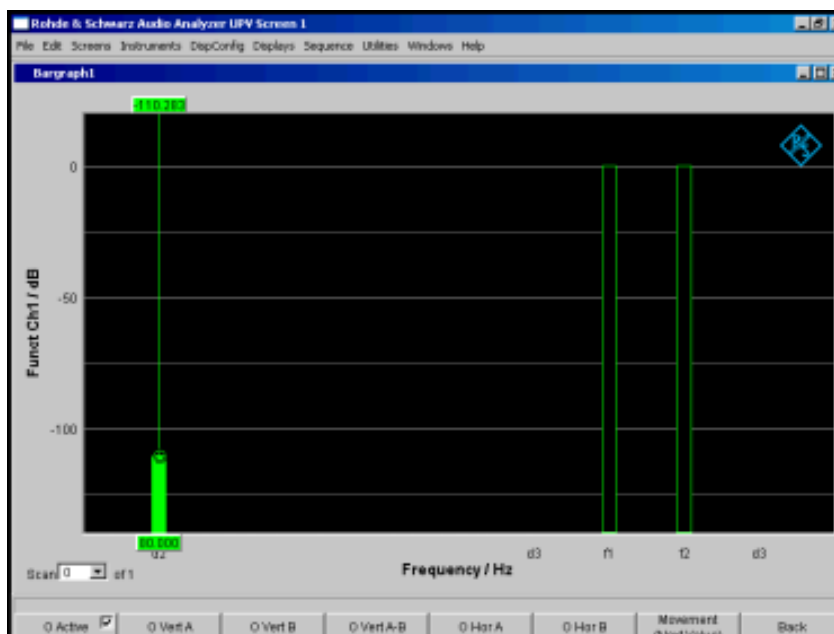 Rohde & Schwarz Audio Analyzer UPV Screen 1
File Edit Screens Instruments DispConfig Displays Sequence Utilities Windows Help
Bargraph1
-110.283
0
-50
-100
Funct Ch1 / dB
80.000
d2 d3 f1 f2 d3
Frequency / Hz
Scan 0 of 1
O Active O Vert A O Vert B O Vert A-B O Hor A O Hor B Movement Back